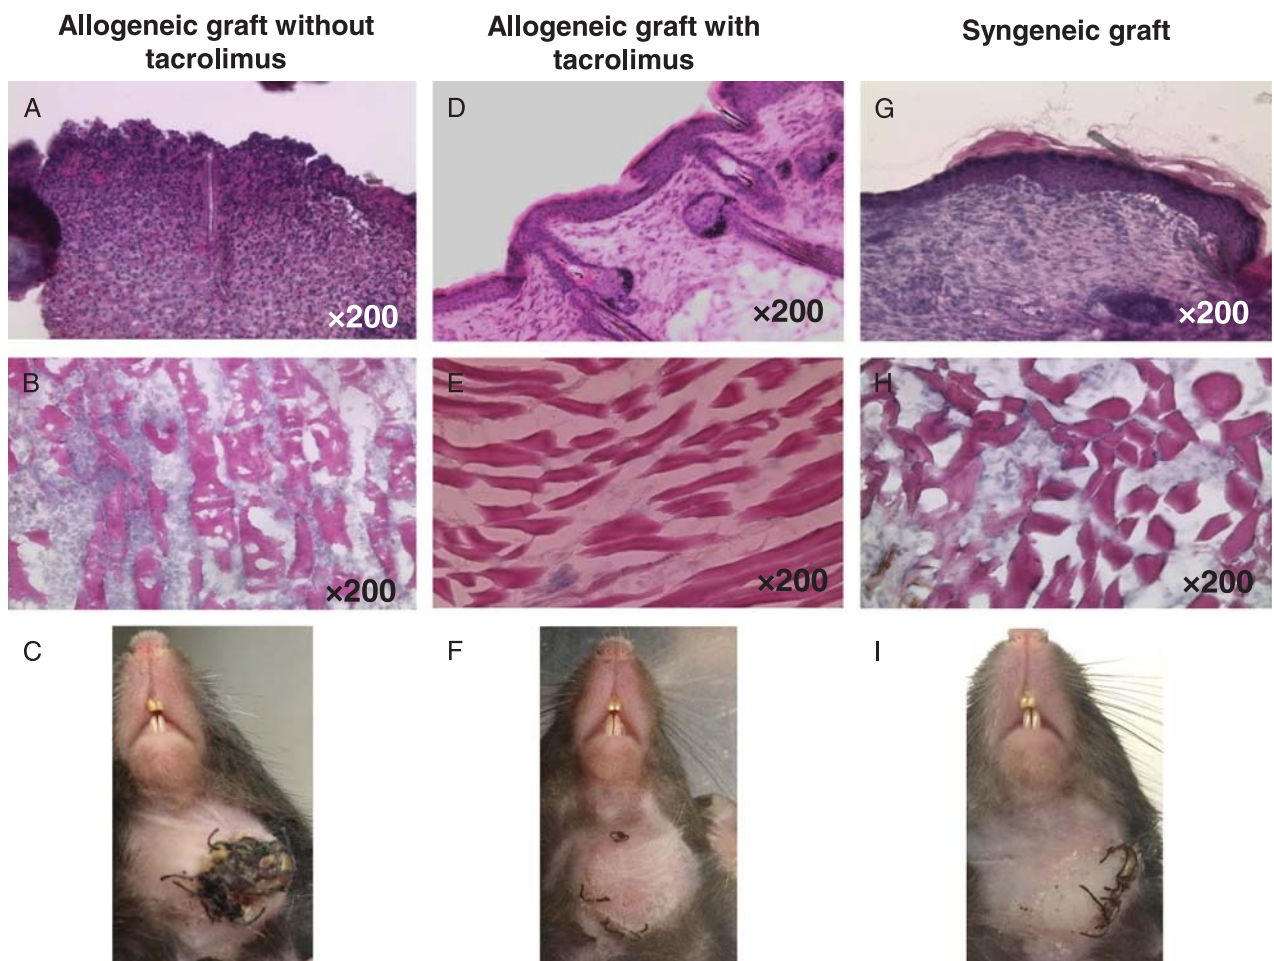 Allogeneic graft without
tacrolimus
Allogeneic graft with
tacrolimus
Syngeneic graft
A
×200
D
×200
G
×200
B
×200
E
×200
H
×200
C
F
I